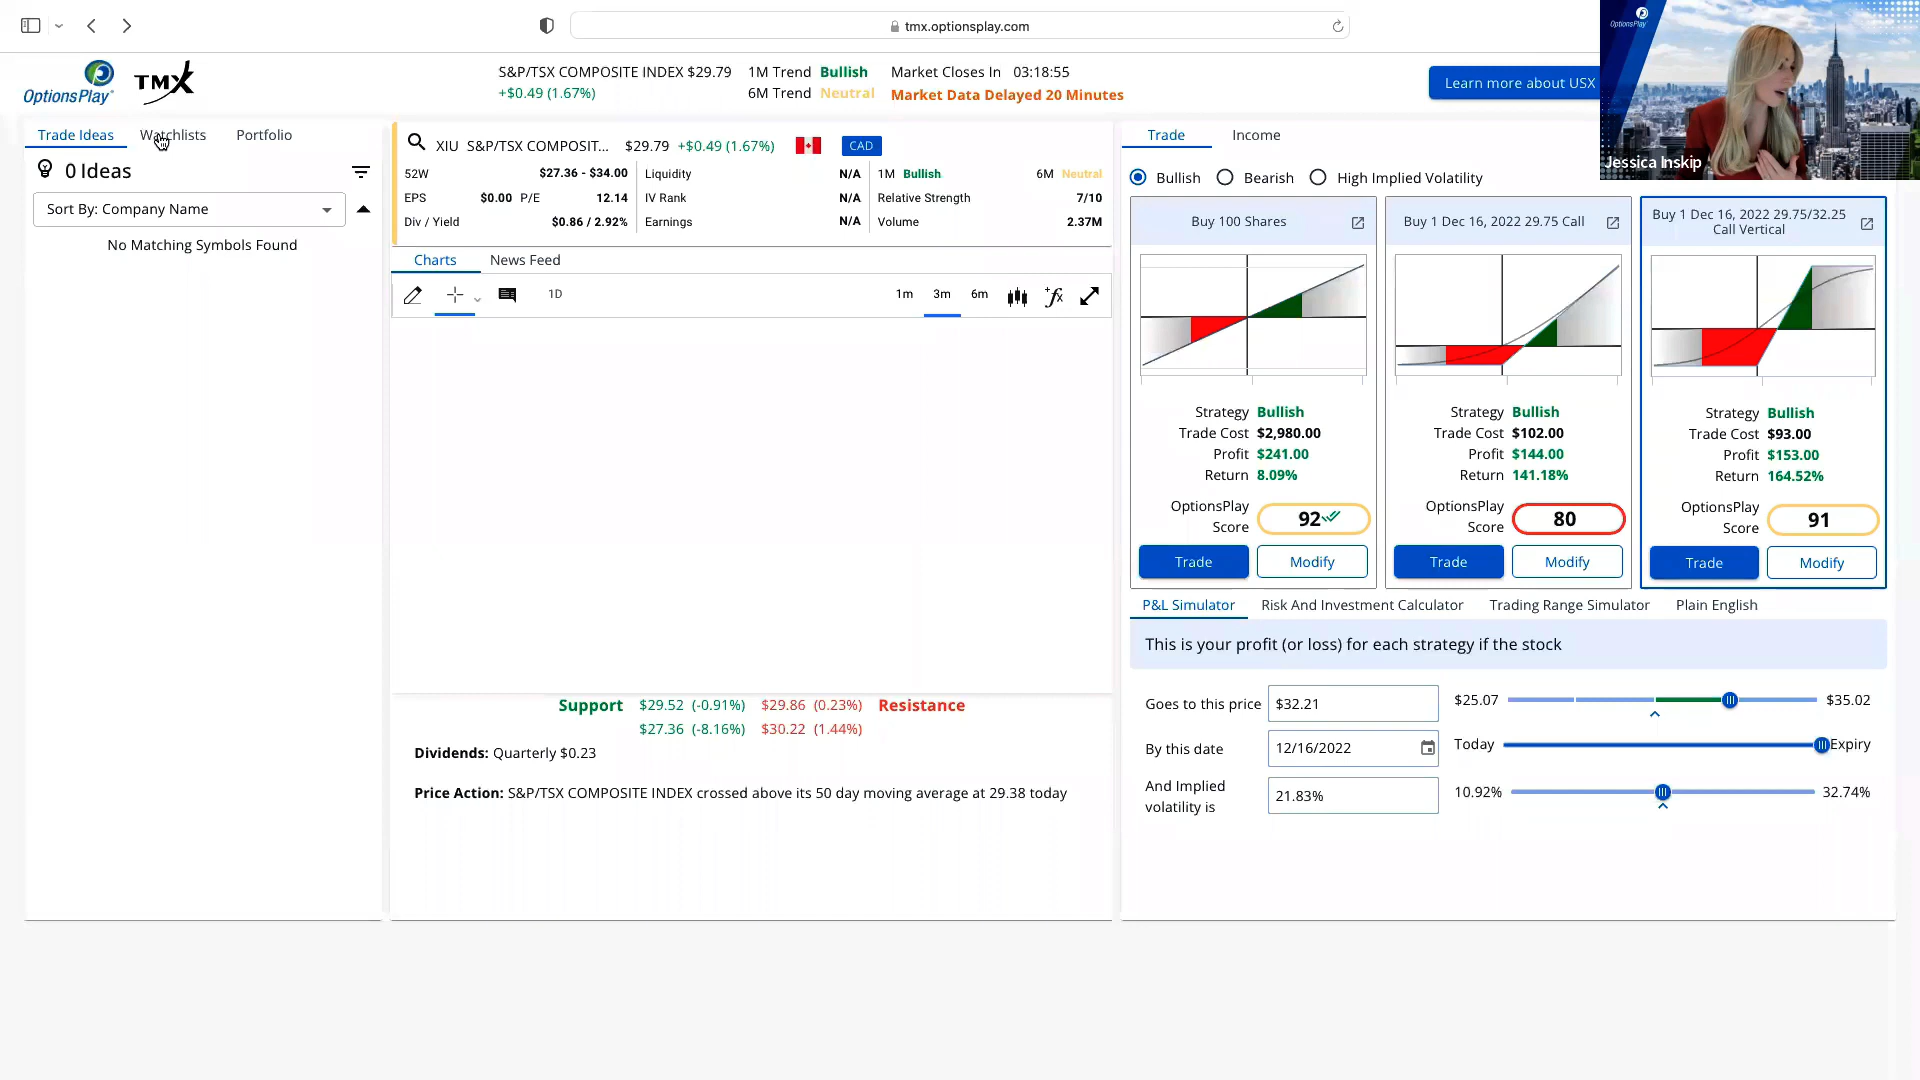 tmx.optionsplay.com
OptionsPlay
TMX
S&P/TSX COMPOSITE INDEX $29.79
+$0.49 (1.67%)
1M Trend Bullish
6M Trend Neutral
Market Closes In 03:18:55
Market Data Delayed 20 Minutes
Learn more about USX
OptionsPlay
Jessica Inskip
Trade Ideas
Watchlists
Portfolio
0 Ideas
Sort By: Company Name
No Matching Symbols Found
XIU S&P/TSX COMPOSIT... $29.79 +$0.49 (1.67%) CAD
52W $27.36 - $34.00
EPS $0.00 P/E 12.14
Div / Yield $0.86 / 2.92%
Liquidity N/A
IV Rank N/A
Earnings N/A
1M Bullish 6M Neutral
Relative Strength 7/10
Volume 2.37M
Charts News Feed
1D 1m 3m 6m
Support $29.52 (-0.91%) $29.86 (0.23%) Resistance
$27.36 (-8.16%) $30.22 (1.44%)
Dividends: Quarterly $0.23
Price Action: S&P/TSX COMPOSITE INDEX crossed above its 50 day moving average at 29.38 today
Trade Income
Bullish Bearish High Implied Volatility
Buy 100 Shares
Strategy Bullish
Trade Cost $2,980.00
Profit $241.00
Return 8.09%
OptionsPlay
Score
92
Trade Modify
Buy 1 Dec 16, 2022 29.75 Call
Strategy Bullish
Trade Cost $102.00
Profit $144.00
Return 141.18%
OptionsPlay
Score
80
Trade Modify
Buy 1 Dec 16, 2022 29.75/32.25
Call Vertical
Strategy Bullish
Trade Cost $93.00
Profit $153.00
Return 164.52%
OptionsPlay
Score
91
Trade Modify
P&L Simulator Risk And Investment Calculator Trading Range Simulator Plain English
This is your profit (or loss) for each strategy if the stock
Goes to this price $32.21 $25.07 $35.02
By this date 12/16/2022 Today Expiry
And Implied
volatility is
21.83% 10.92% 32.74%